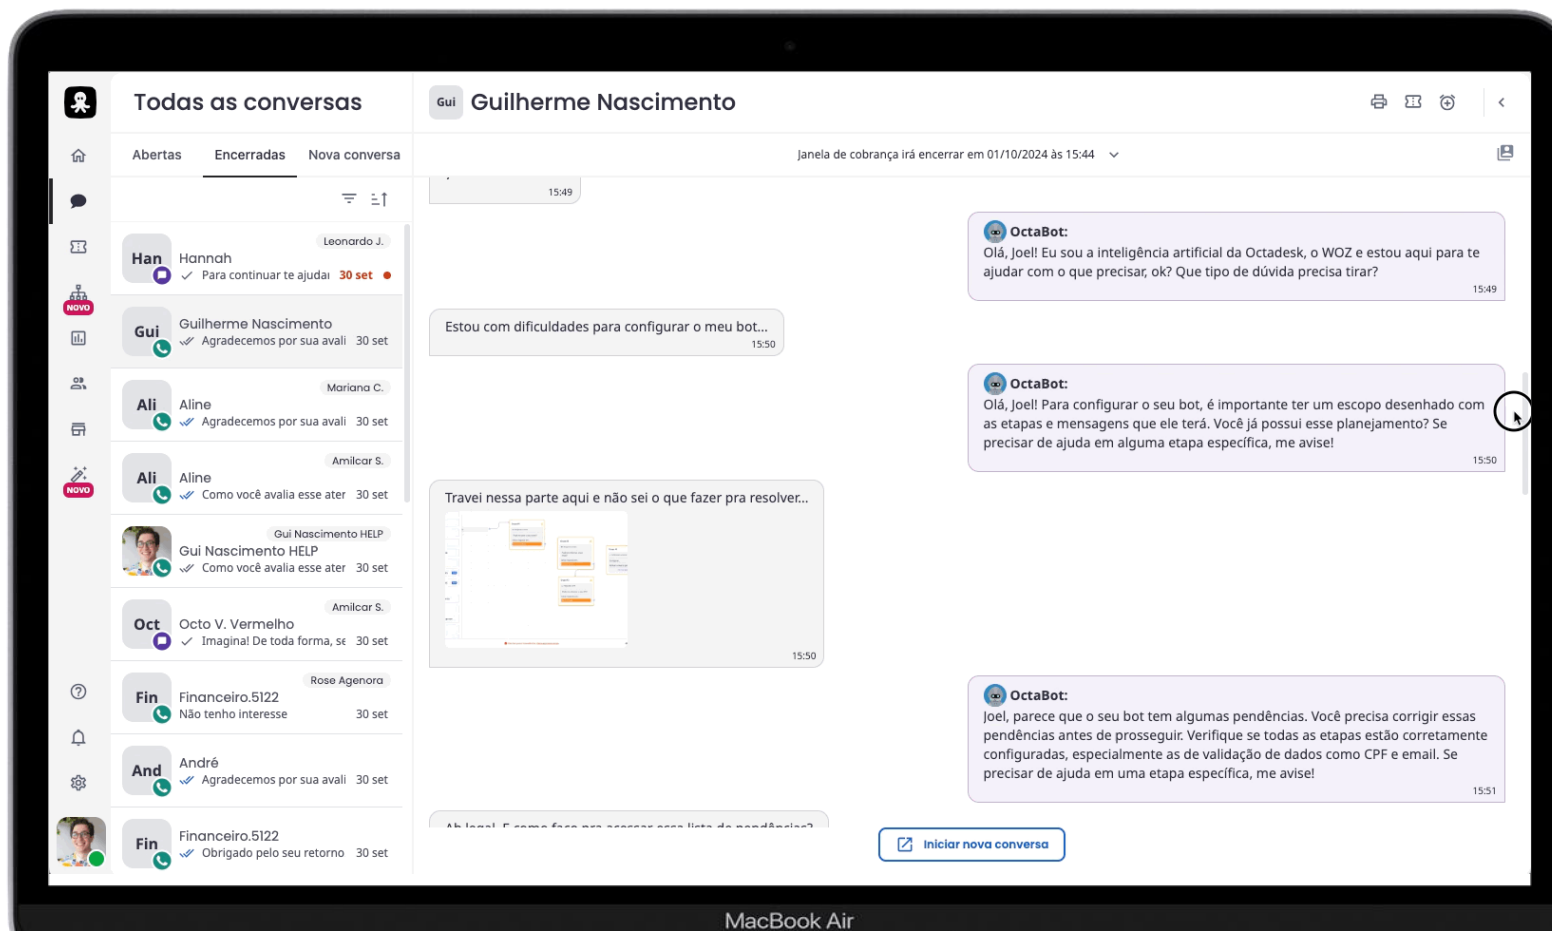 Todas as conversas
Gui
Guilherme Nascimento
Abertas
Encerradas
Nova conversa
Janela de cobrança irá encerrar em 01/10/2024 às 15:44
NOVO
NOVO
Leonardo J.
Han
Hannah
Para continuar te ajudar
30 set
Gui
Guilherme Nascimento
Agradecemos por sua avali
30 set
Mariana C.
Ali
Aline
Agradecemos por sua avali
30 set
Amilcar S.
Ali
Aline
Como você avalia esse ater
30 set
Gui Nascimento HELP
Gui Nascimento HELP
Como você avalia esse ater
30 set
Amilcar S.
Oct
Octo V. Vermelho
Imagina! De toda forma, se
30 set
Rose Agenora
Fin
Financeiro.5122
Não tenho interesse
30 set
And
André
Agradecemos por sua avali
30 set
Fin
Financeiro.5122
Obrigado pelo seu retorno
30 set
15:49
OctaBot:
Olá, Joel! Eu sou a inteligência artificial da Octadesk, o WOZ e estou aqui para te
ajudar com o que precisar, ok? Que tipo de dúvida precisa tirar?
15:49
Estou com dificuldades para configurar o meu bot...
15:50
OctaBot:
Olá, Joel! Para configurar o seu bot, é importante ter um escopo desenhado com
as etapas e mensagens que ele terá. Você já possui esse planejamento? Se
precisar de ajuda em alguma etapa específica, me avise!
15:50
Travei nessa parte aqui e não sei o que fazer pra resolver...
15:50
OctaBot:
Joel, parece que o seu bot tem algumas pendências. Você precisa corrigir essas
pendências antes de prosseguir. Verifique se todas as etapas estão corretamente
configuradas, especialmente as de validação de dados como CPF e email. Se
precisar de ajuda em uma etapa específica, me avise!
15:51
Ah legal. E como faço pra acessar essa lista de pendências?
Iniciar nova conversa
MacBook Air